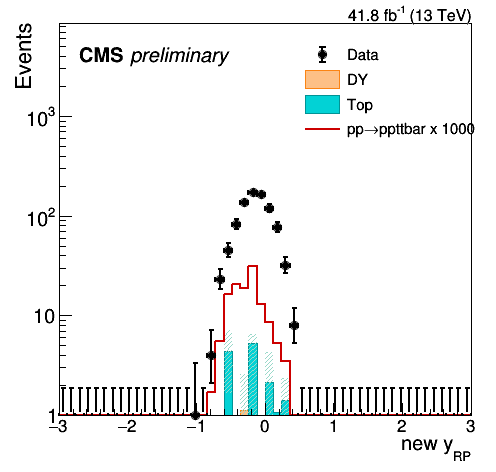 41.8 fb⁻¹ (13 TeV)
Events
CMS preliminary
Data
DY
Top
pp→ppttbar x 1000
10³
10²
10
1
−3 −2 −1 0 1 2 3
new y_RP